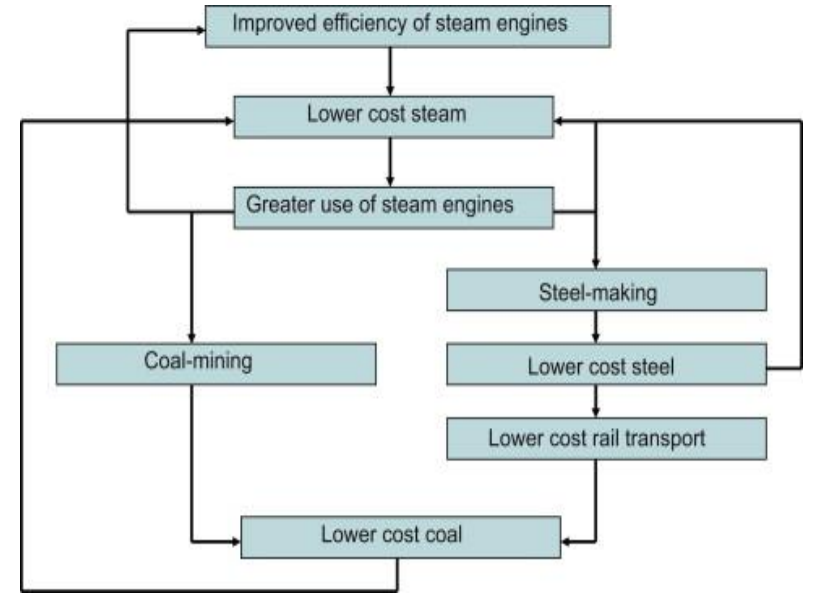 Improved efficiency of steam engines
Lower cost steam
Greater use of steam engines
Steel-making
Coal-mining
Lower cost steel
Lower cost rail transport
Lower cost coal